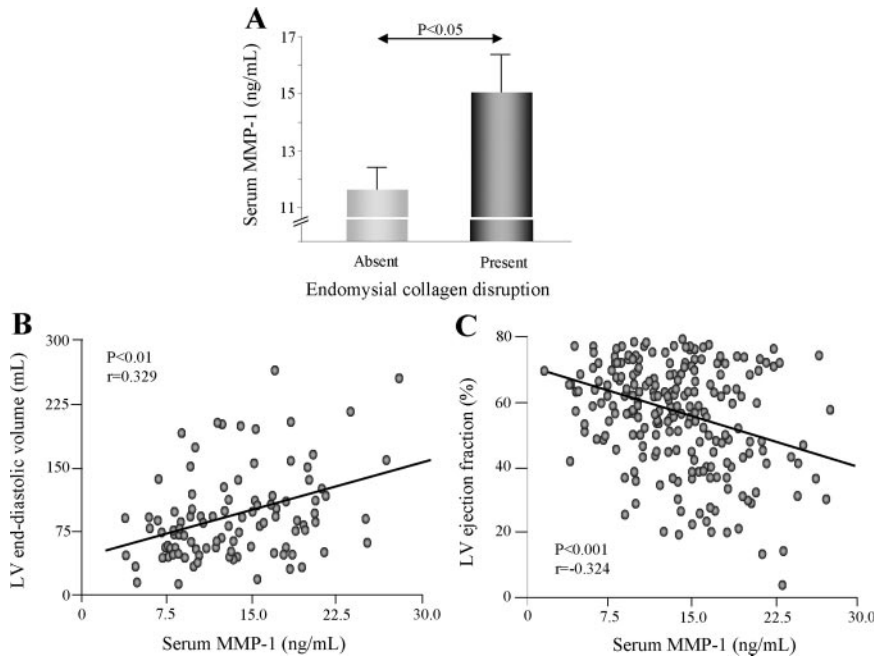 A
P<0.05
Serum MMP-1 (ng/mL)
17
15
13
11
Absent
Present
Endomysial collagen disruption
B
P<0.01
r=0.329
LV end-diastolic volume (mL)
300
225
150
75
0
0
7.5
15.0
22.5
30.0
Serum MMP-1 (ng/mL)
C
LV ejection fraction (%)
80
60
40
20
0
P<0.001
r=-0.324
0
7.5
15.0
22.5
30.0
Serum MMP-1 (ng/mL)